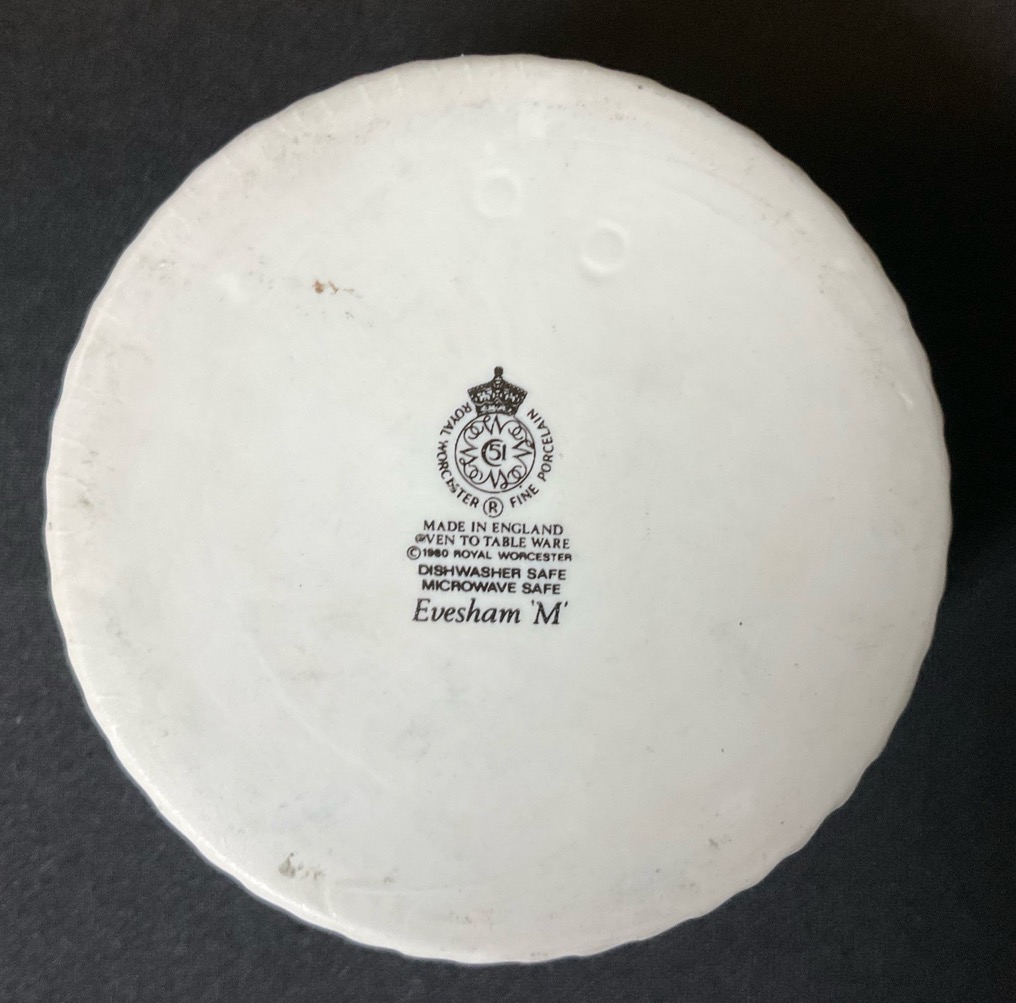 ROYAL WORCESTER ® FINE PORCELAIN
51
MADE IN ENGLAND
OVEN TO TABLE WARE
© 1980 ROYAL WORCESTER
DISHWASHER SAFE
MICROWAVE SAFE
Evesham 'M'